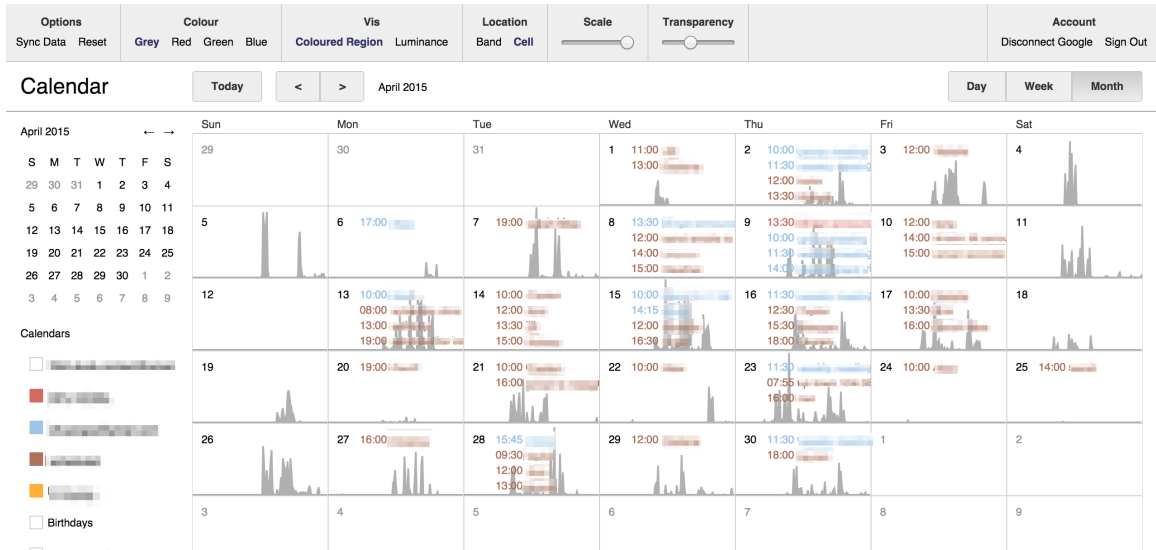 Options Colour Vis Location Scale Transparency Account
Sync Data Reset Grey Red Green Blue Coloured Region Luminance Band Cell Disconnect Google Sign Out
Calendar Today < > April 2015 Day Week Month
April 2015 ← →
S M T W T F S
29 30 31 1 2 3 4
5 6 7 8 9 10 11
12 13 14 15 16 17 18
19 20 21 22 23 24 25
26 27 28 29 30 1 2
3 4 5 6 7 8 9
Calendars
Birthdays
Sun Mon Tue Wed Thu Fri Sat
29 30 31 1 11:00 2 10:00 3 12:00 4
13:00 11:30
12:00
13:30
5 6 17:00 7 19:00 8 13:30 9 13:30 10 12:00 11
12:00 10:00 14:00
14:00 11:30 15:00
15:00 14:00
12 13 10:00 14 10:00 15 10:00 16 11:30 17 10:00 18
08:00 12:00 14:15 12:30 13:30
13:00 13:30 12:00 15:30 16:00
19:00 15:00 16:30 18:00
19 20 19:00 21 10:00 22 10:00 23 11:30 24 10:00 25 14:00
16:00 07:55
16:00
26 27 16:00 28 15:45 29 12:00 30 11:30 1 2
09:30 18:00
12:00
13:00
3 4 5 6 7 8 9